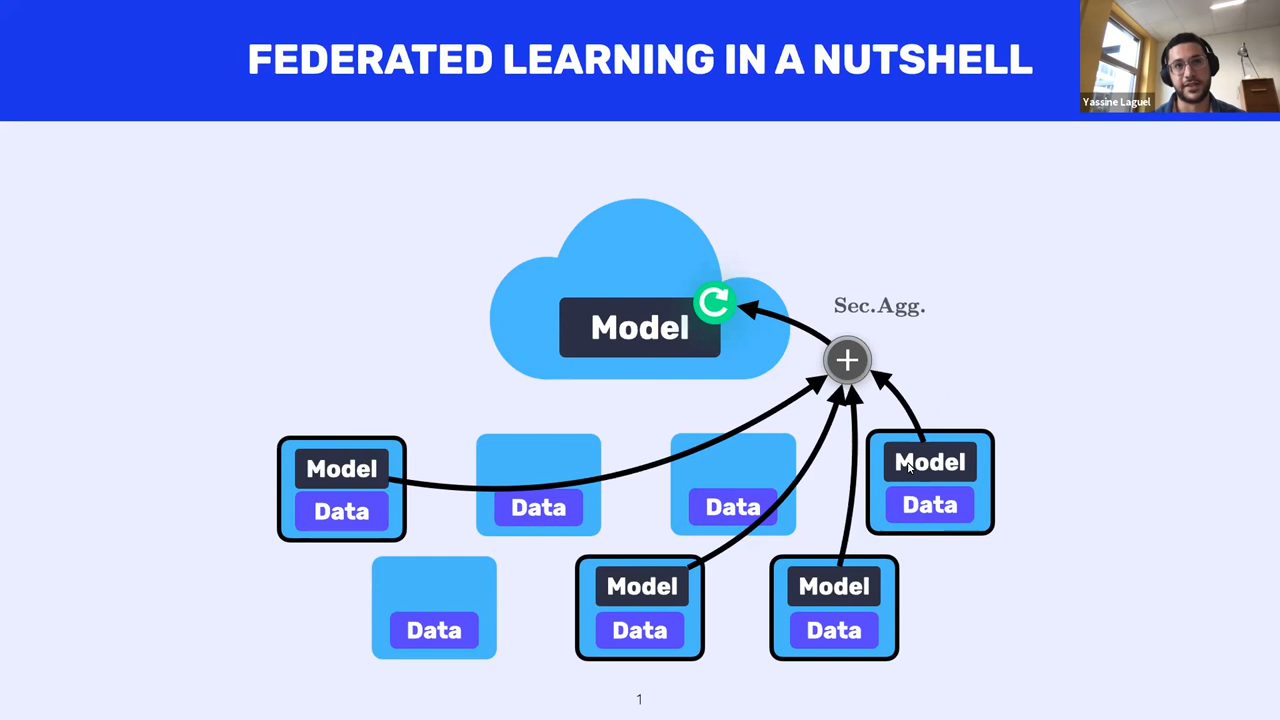 FEDERATED LEARNING IN A NUTSHELL
Yassine Laguel
Sec.Agg.
Model
Model
Data
Data
Data
Model
Data
Data
Model
Data
Model
Data
1